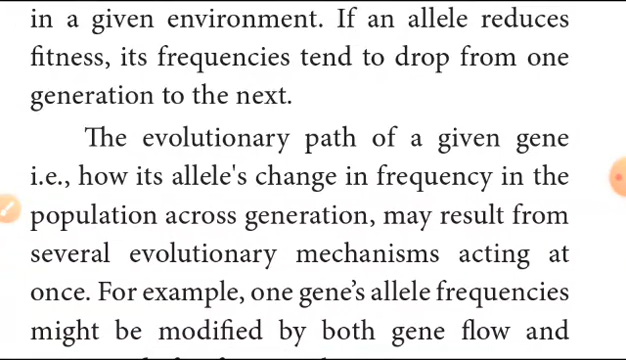 in a given environment. If an allele reduces
fitness, its frequencies tend to drop from one
generation to the next.
The evolutionary path of a given gene
i.e., how its allele's change in frequency in the
population across generation, may result from
several evolutionary mechanisms acting at
once. For example, one gene’s allele frequencies
might be modified by both gene flow and